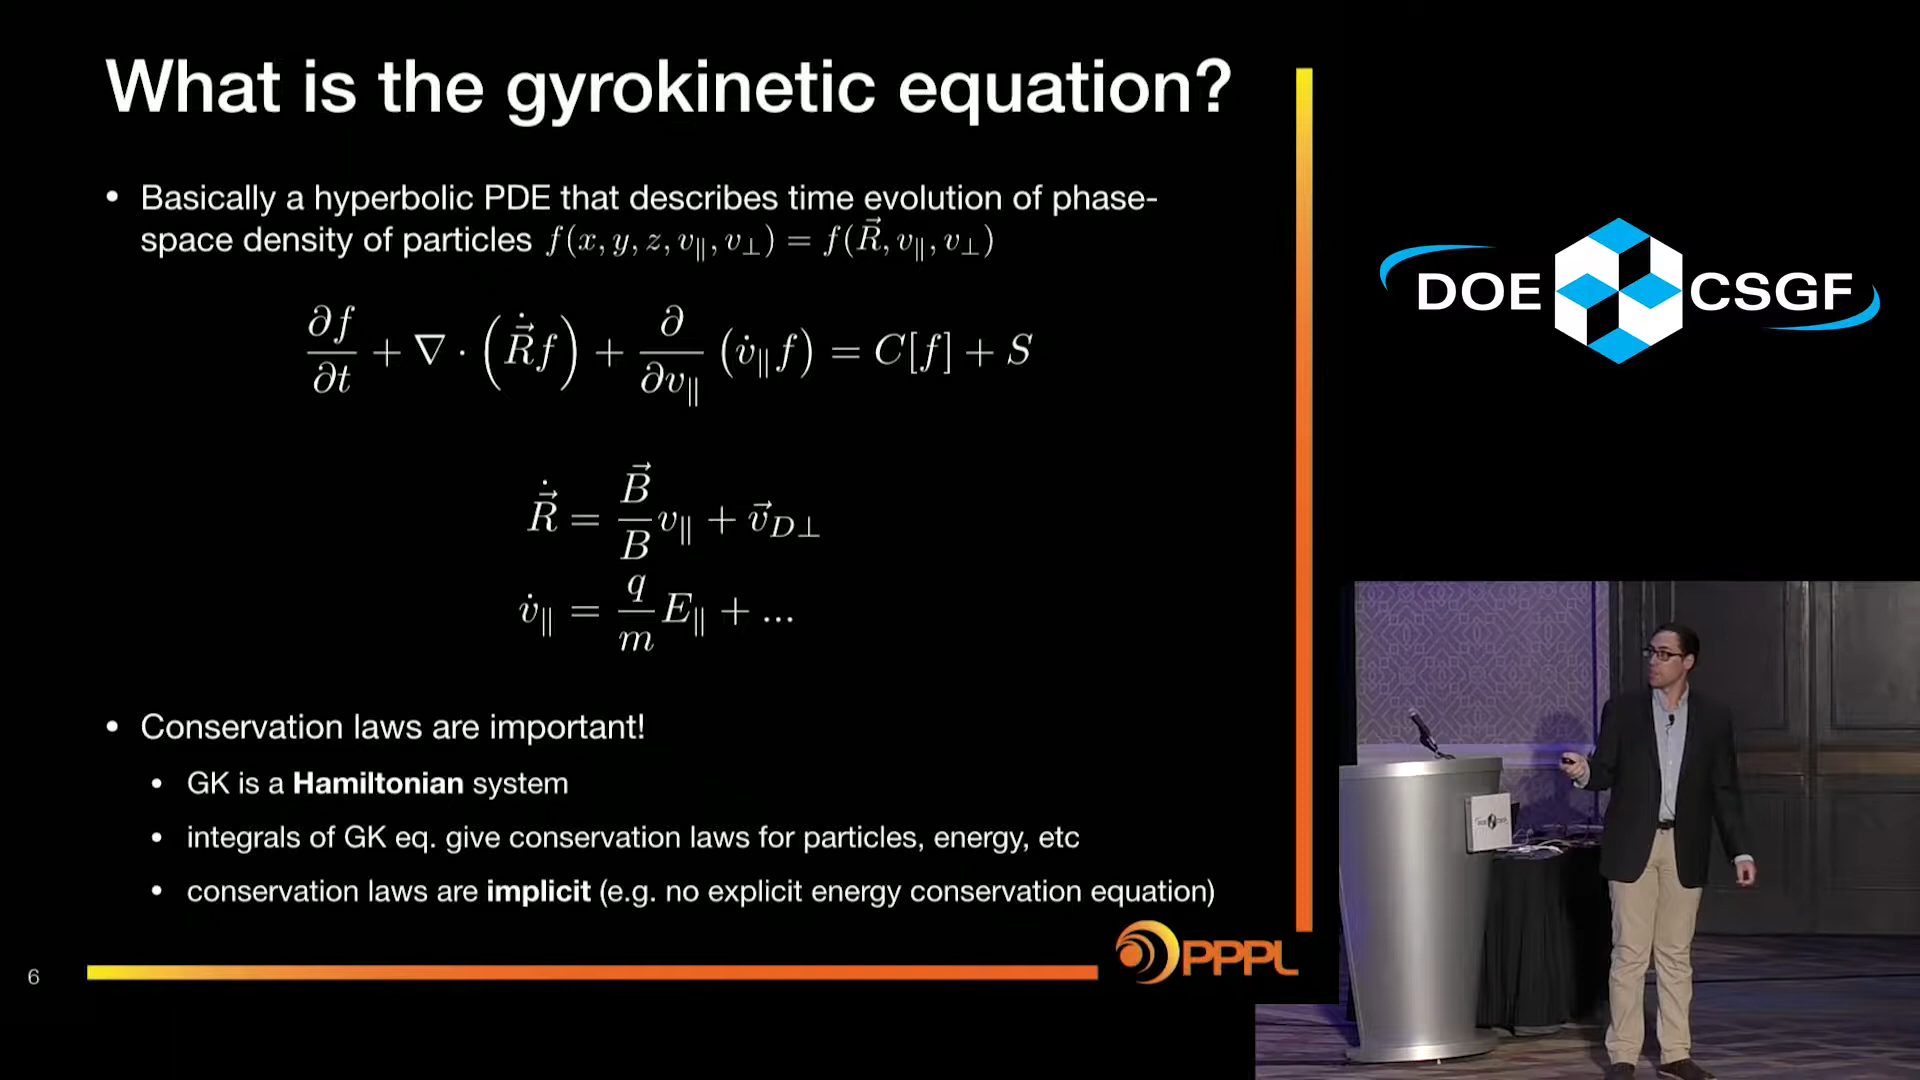 What is the gyrokinetic equation?
• Basically a hyperbolic PDE that describes time evolution of phase-
space density of particles f(x, y, z, v∥, v⊥) = f(R⃗, v∥, v⊥)
∂f/∂t + ∇ · (R⃗̇f) + ∂/∂v∥ (v̇∥f) = C[f] + S
R⃗̇ = B⃗/B v∥ + v⃗D⊥
v̇∥ = q/m E∥ + ...
• Conservation laws are important!
• GK is a Hamiltonian system
• integrals of GK eq. give conservation laws for particles, energy, etc
• conservation laws are implicit (e.g. no explicit energy conservation equation)
PPPL
6
DOE CSGF